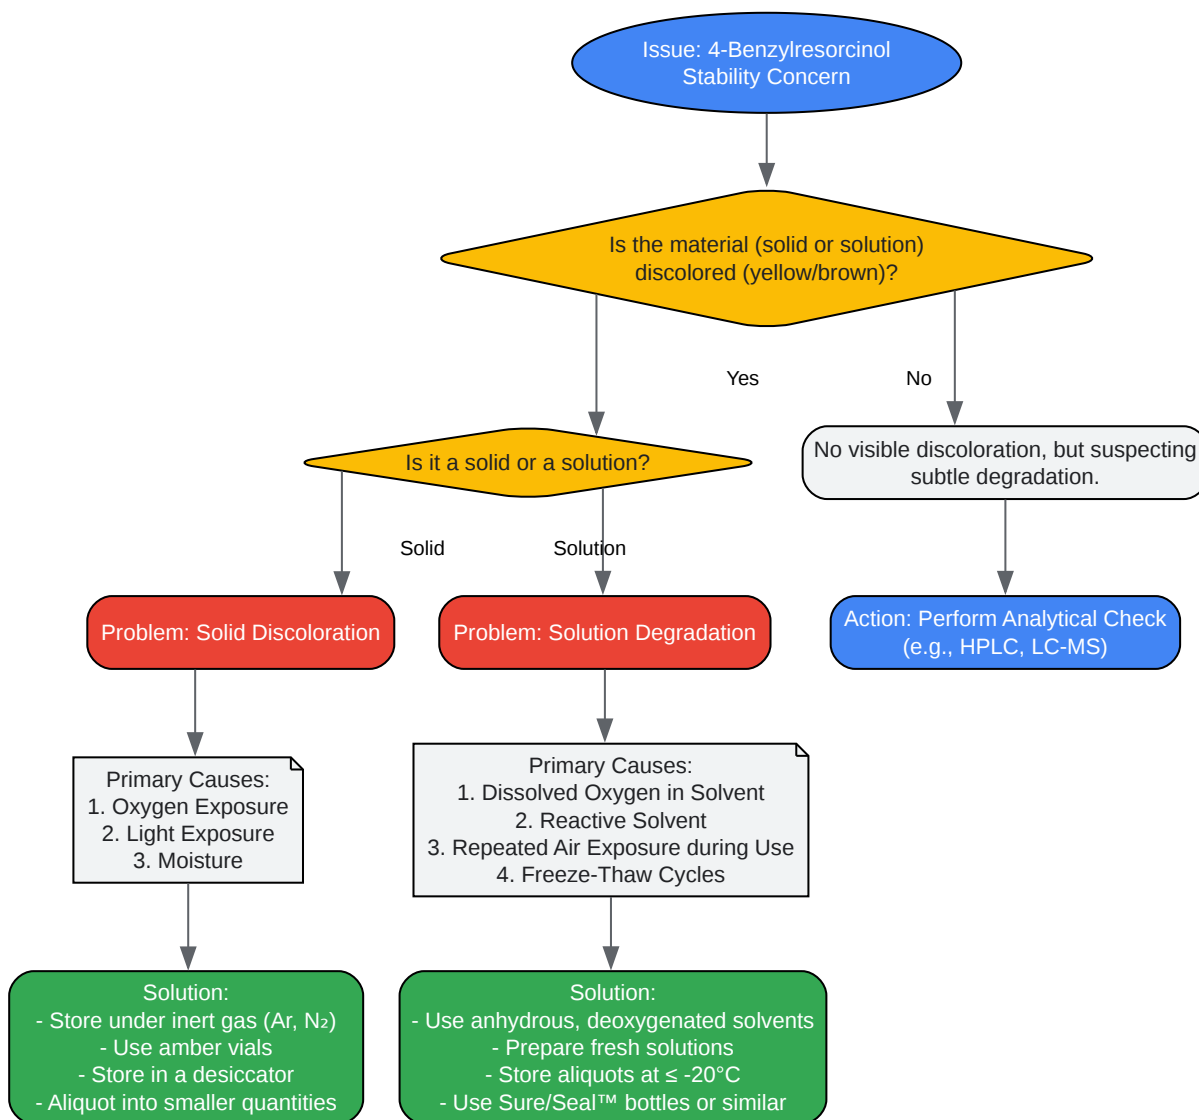 Issue: 4-Benzylresorcinol
Stability Concern
Is the material (solid or solution)
discolored (yellow/brown)?
Yes
No
Is it a solid or a solution?
No visible discoloration, but suspecting
subtle degradation.
Solid
Solution
Problem: Solid Discoloration
Problem: Solution Degradation
Action: Perform Analytical Check
(e.g., HPLC, LC-MS)
Primary Causes:
1. Oxygen Exposure
2. Light Exposure
3. Moisture
Primary Causes:
1. Dissolved Oxygen in Solvent
2. Reactive Solvent
3. Repeated Air Exposure during Use
4. Freeze-Thaw Cycles
Solution:
- Store under inert gas (Ar, N₂)
- Use amber vials
- Store in a desiccator
- Aliquot into smaller quantities
Solution:
- Use anhydrous, deoxygenated solvents
- Prepare fresh solutions
- Store aliquots at ≤ -20°C
- Use Sure/Seal™ bottles or similar